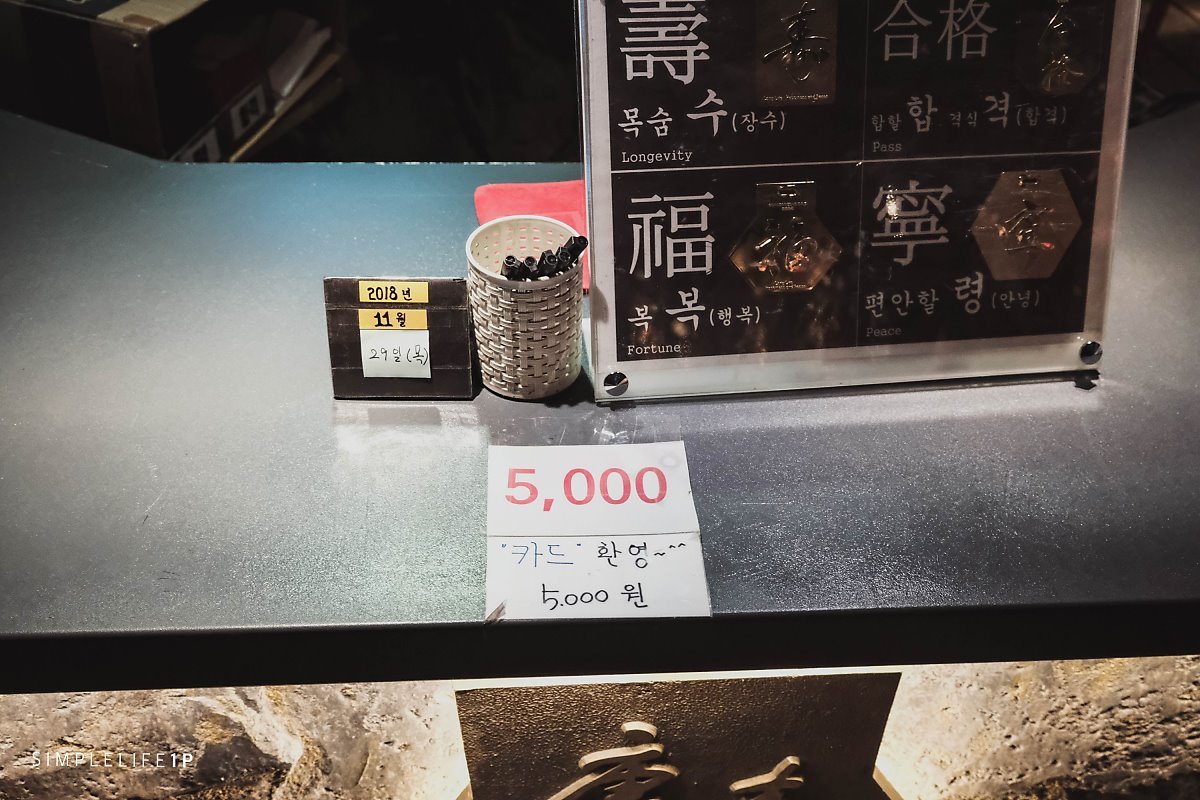 壽
목숨 수 (장수)
Longevity
合格
합할 합 격식 격 (합격)
Pass
福
복 복 (행복)
Fortune
寧
편안할 령 (안녕)
Peace
2018년
11월
29일 (목)
5,000
"카드" 환영~^^
5.000 원
SIMPLELIFE1P